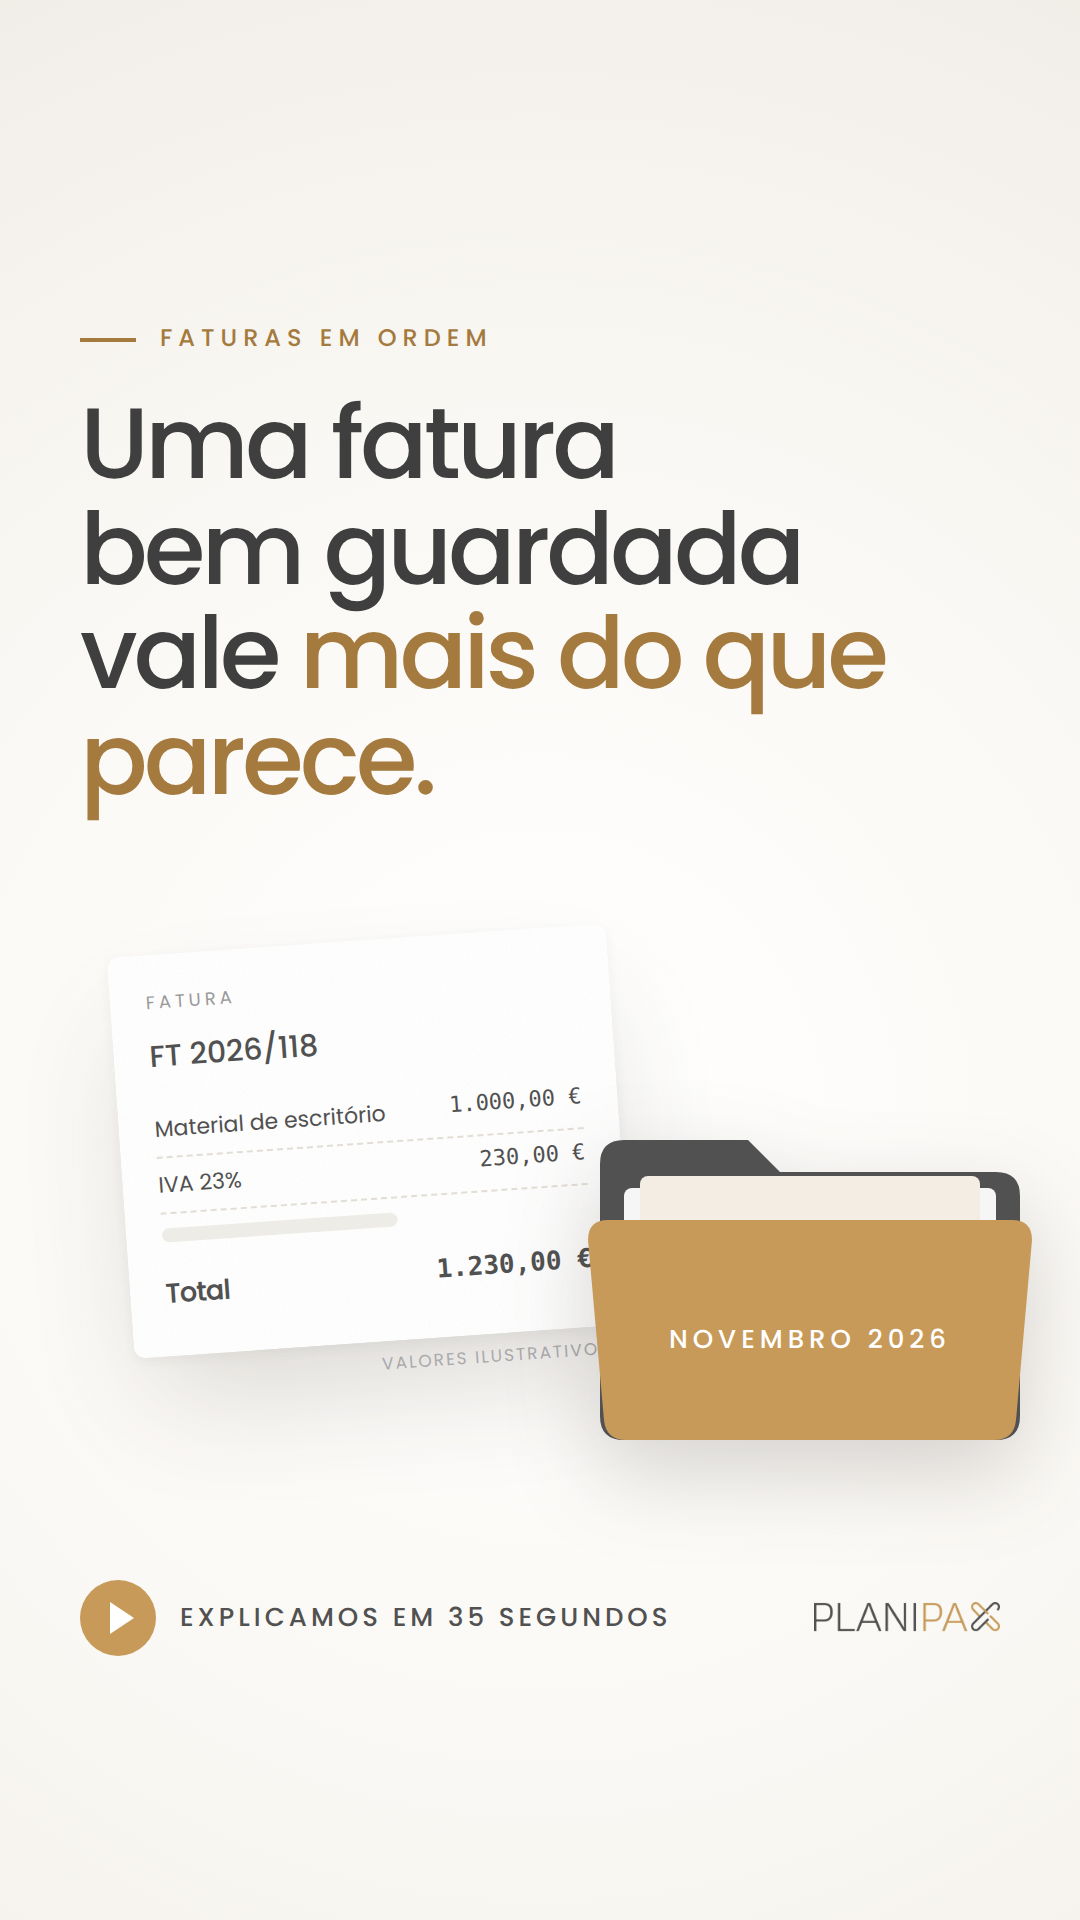 FATURAS EM ORDEM
Uma fatura
bem guardada
vale mais do que
parece.
FATURA
FT 2026/118
Material de escritório 1.000,00 €
IVA 23% 230,00 €
Total 1.230,00 €
VALORES ILUSTRATIVO
NOVEMBRO 2026
EXPLICAMOS EM 35 SEGUNDOS
PLANIPAX